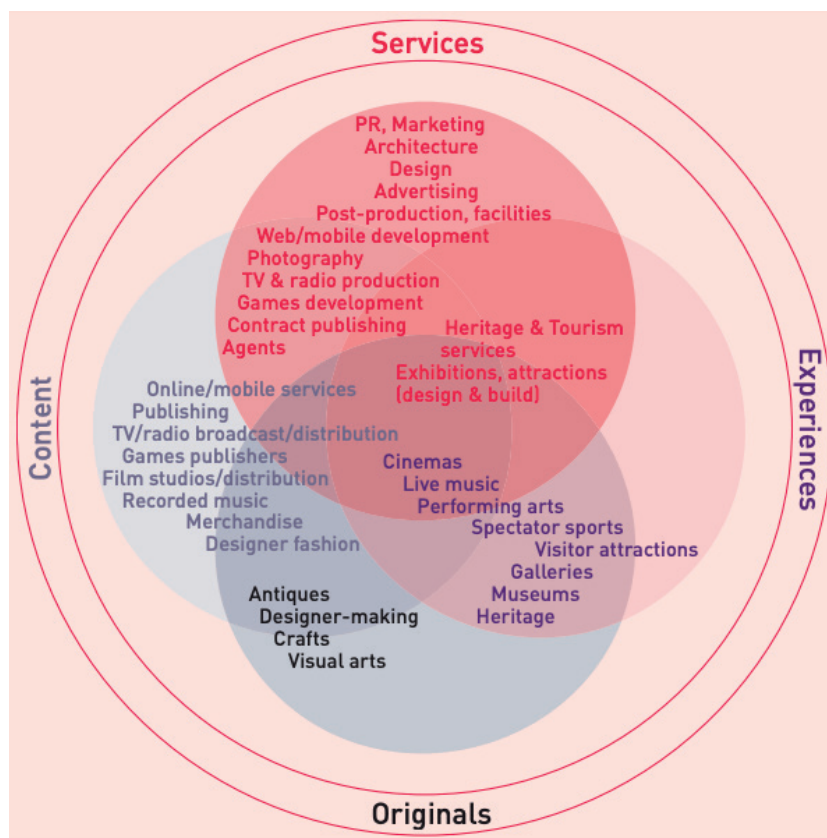 Services
PR, Marketing
Architecture
Design
Advertising
Post-production, facilities
Web/mobile development
Photography
TV & radio production
Games development
Contract publishing
Agents
Heritage & Tourism
services
Exhibitions, attractions
(design & build)
Content
Online/mobile services
Publishing
TV/radio broadcast/distribution
Games publishers
Film studios/distribution
Recorded music
Merchandise
Designer fashion
Experiences
Cinemas
Live music
Performing arts
Spectator sports
Visitor attractions
Galleries
Museums
Heritage
Antiques
Designer-making
Crafts
Visual arts
Originals